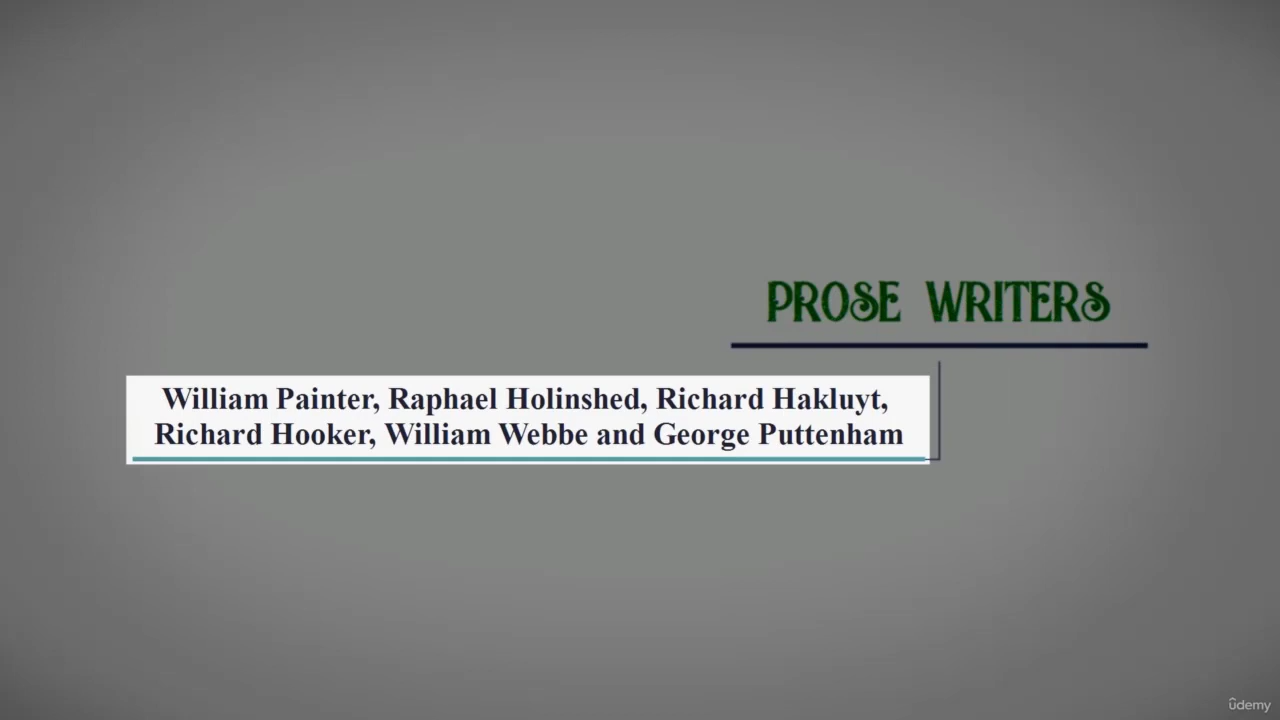 PROSE WRITERS
William Painter, Raphael Holinshed, Richard Hakluyt,
Richard Hooker, William Webbe and George Puttenham
ûdemy